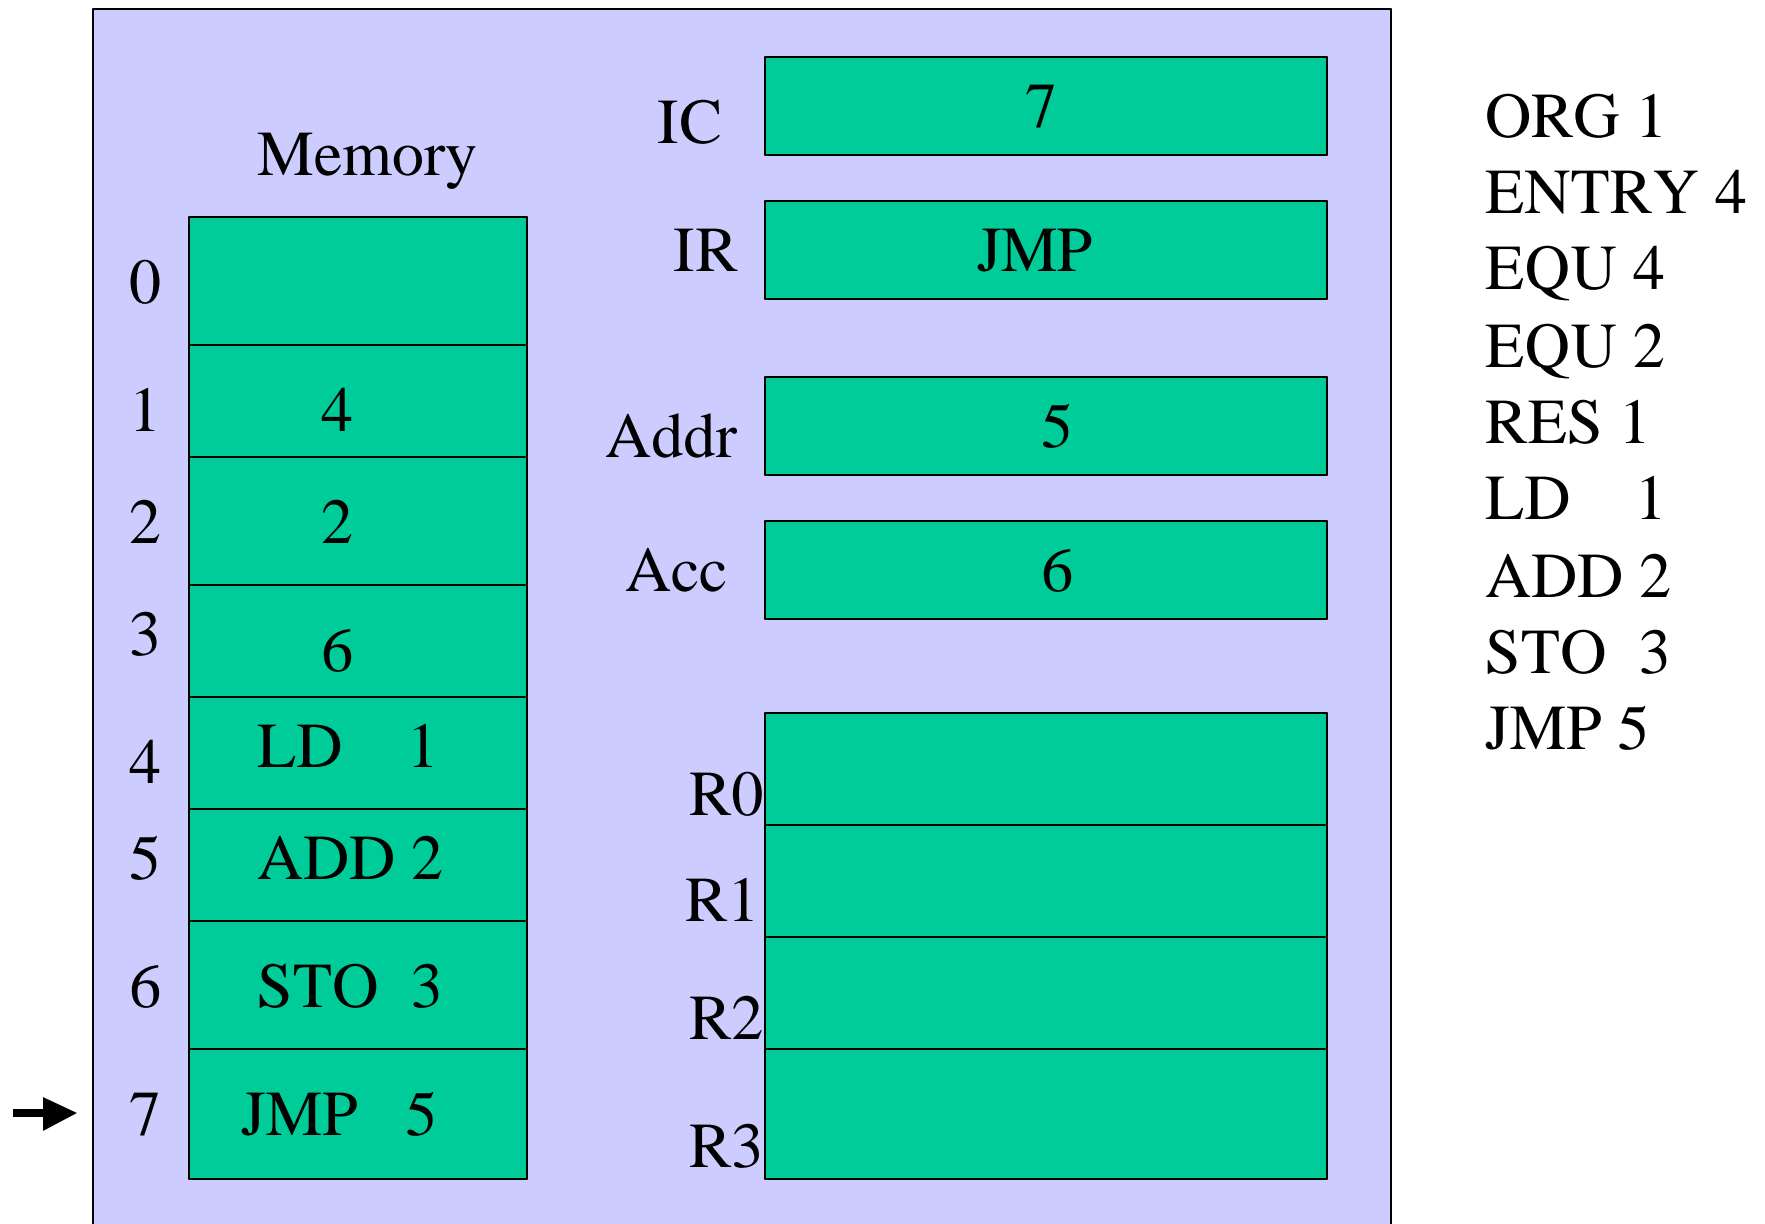 Memory
0
1 4
2 2
3 6
4 LD 1
5 ADD 2
6 STO 3
7 JMP 5
IC 7
IR JMP
Addr 5
Acc 6
R0
R1
R2
R3
ORG 1
ENTRY 4
EQU 4
EQU 2
RES 1
LD 1
ADD 2
STO 3
JMP 5